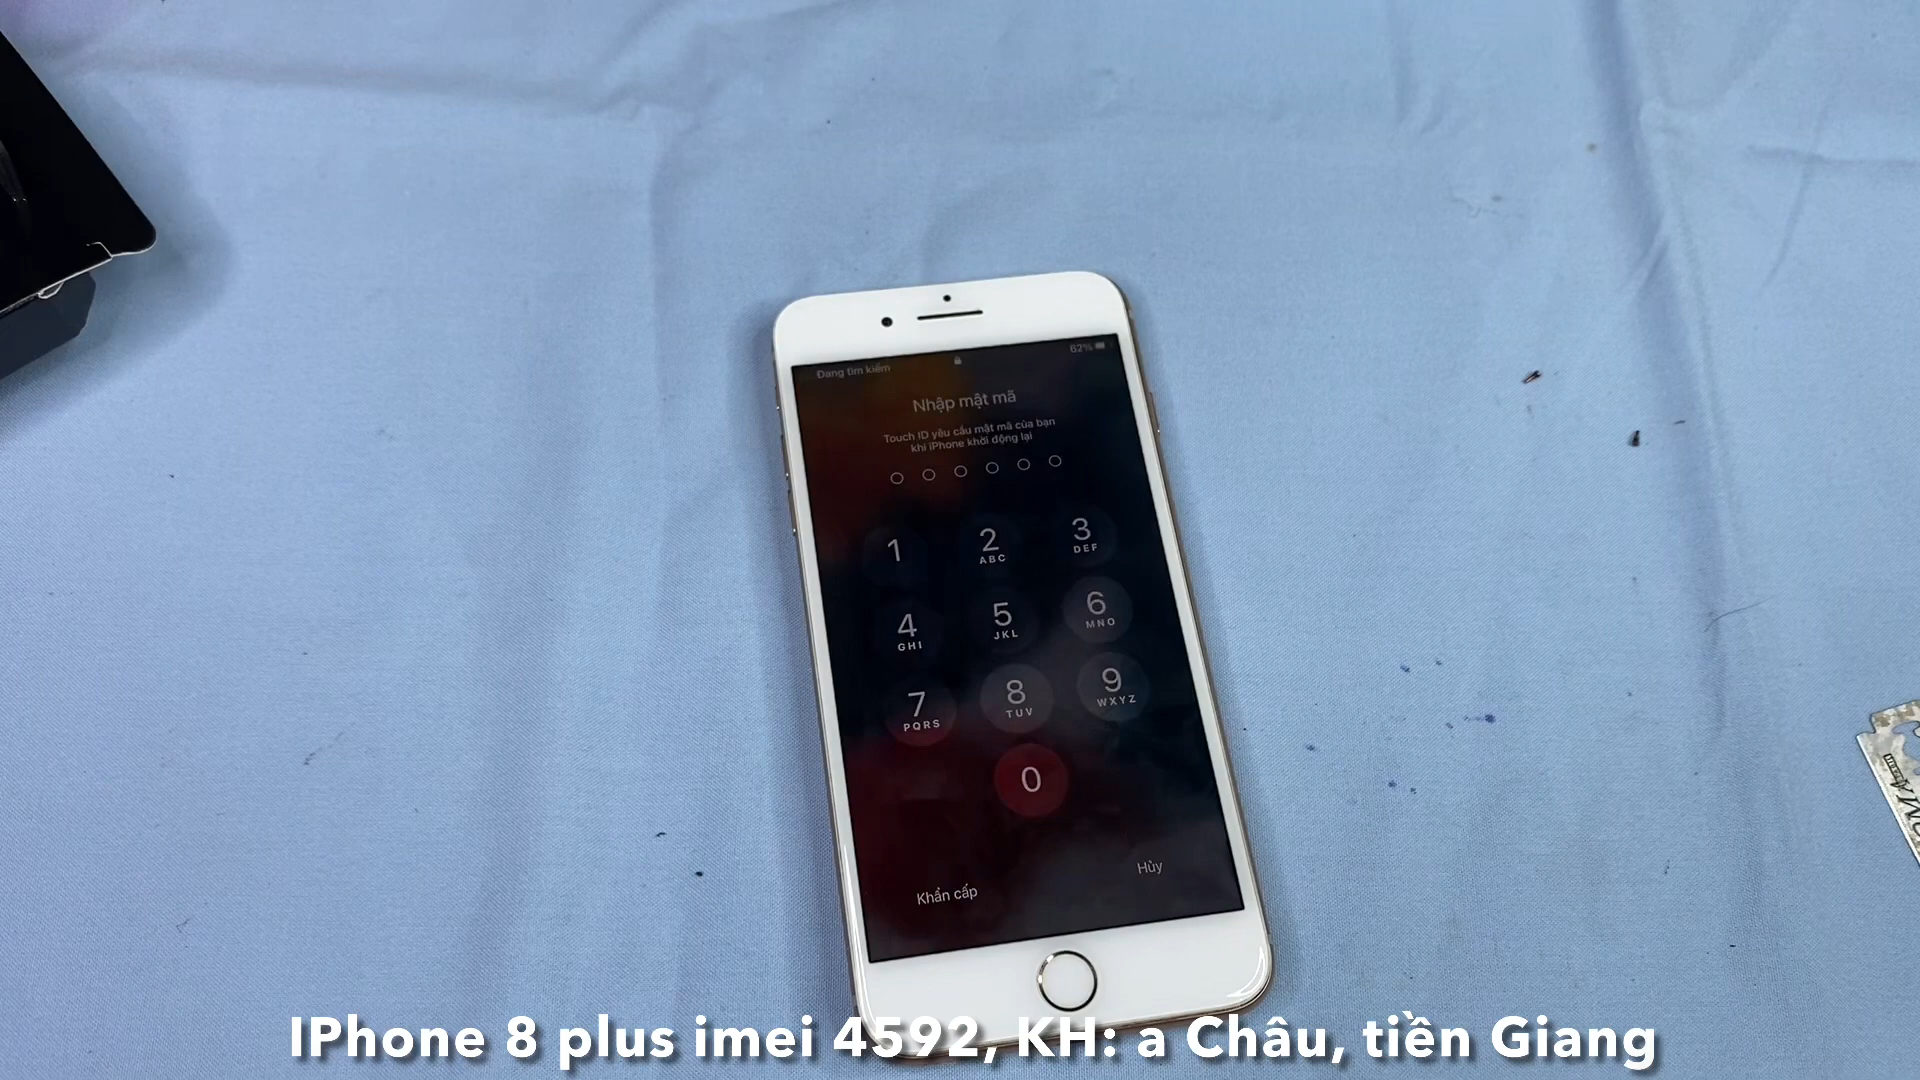 Đang tìm kiếm
62%
Nhập mật mã
Touch ID yêu cầu mật mã của bạn
khi iPhone khởi động lại
1
2
ABC
3
DEF
4
GHI
5
JKL
6
MNO
7
PQRS
8
TUV
9
WXYZ
0
Khẩn cấp
Hủy
IPhone 8 plus imei 4592, KH: a Châu, tiền Giang